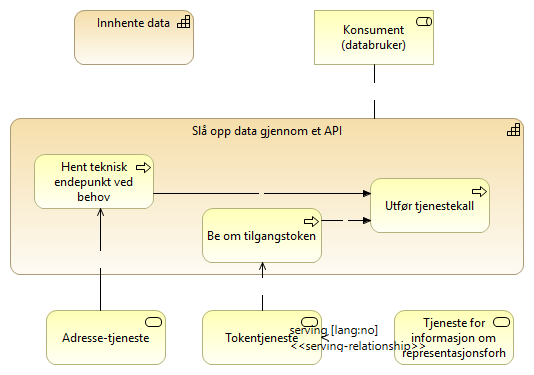 Innhente data
Konsument
(databruker)
Slå opp data gjennom et API
Hent teknisk
endepunkt ved
behov
Utfør tjenestekall
Be om tilgangstoken
Adresse-tjeneste
Tokentjeneste
serving [lang:no]
<<serving-relationship>>
Tjeneste for
informasjon om
representasjonsforh